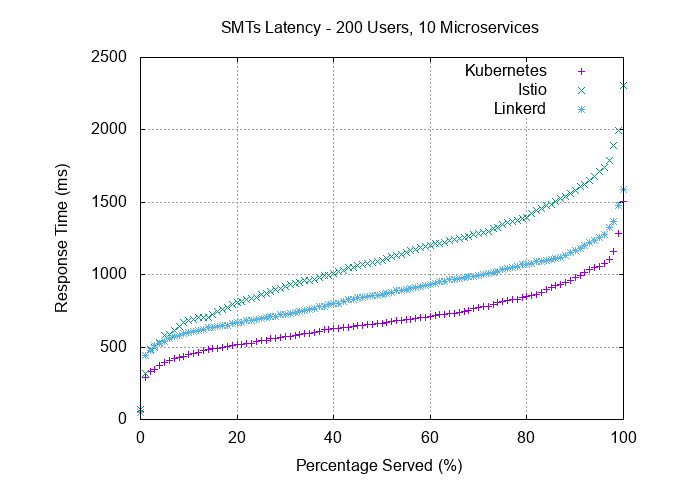 SMTs Latency - 200 Users, 10 Microservices
2500
2000
1500
1000
500
0
Response Time (ms)
Kubernetes
Istio
Linkerd
0 20 40 60 80 100
Percentage Served (%)